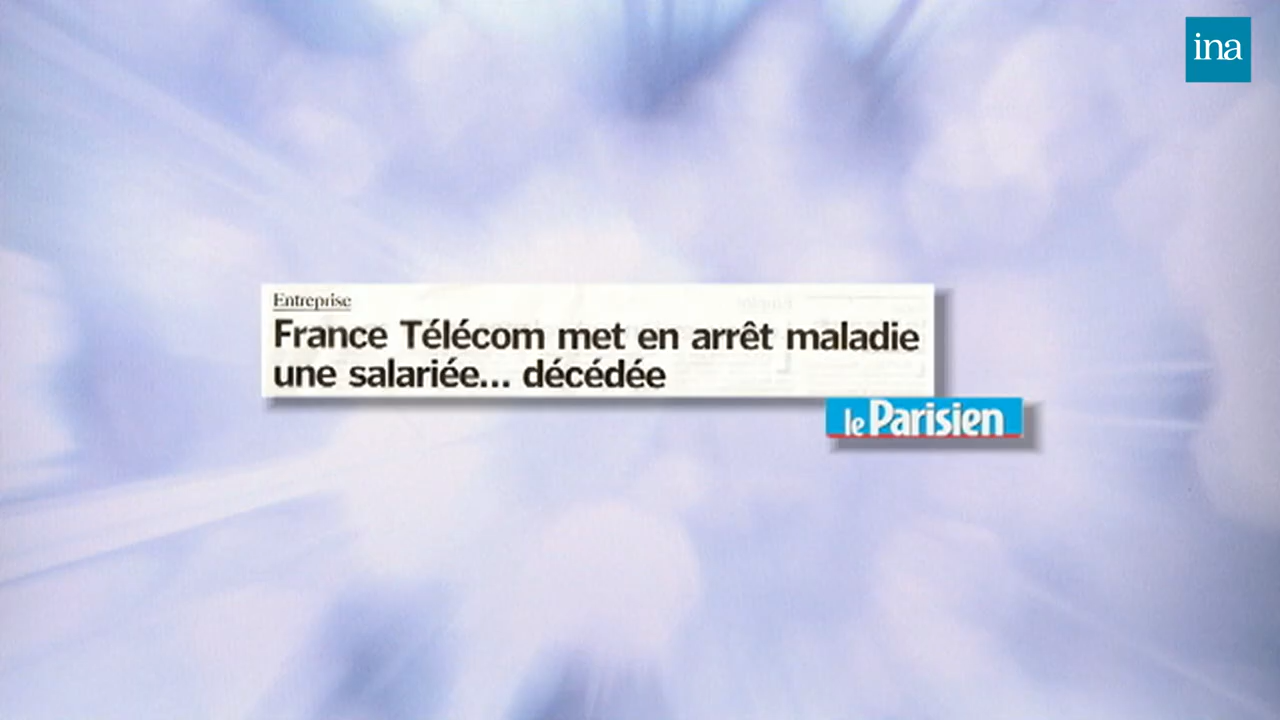 ina
Entreprise
France Télécom met en arrêt maladie
une salariée... décédée
le Parisien